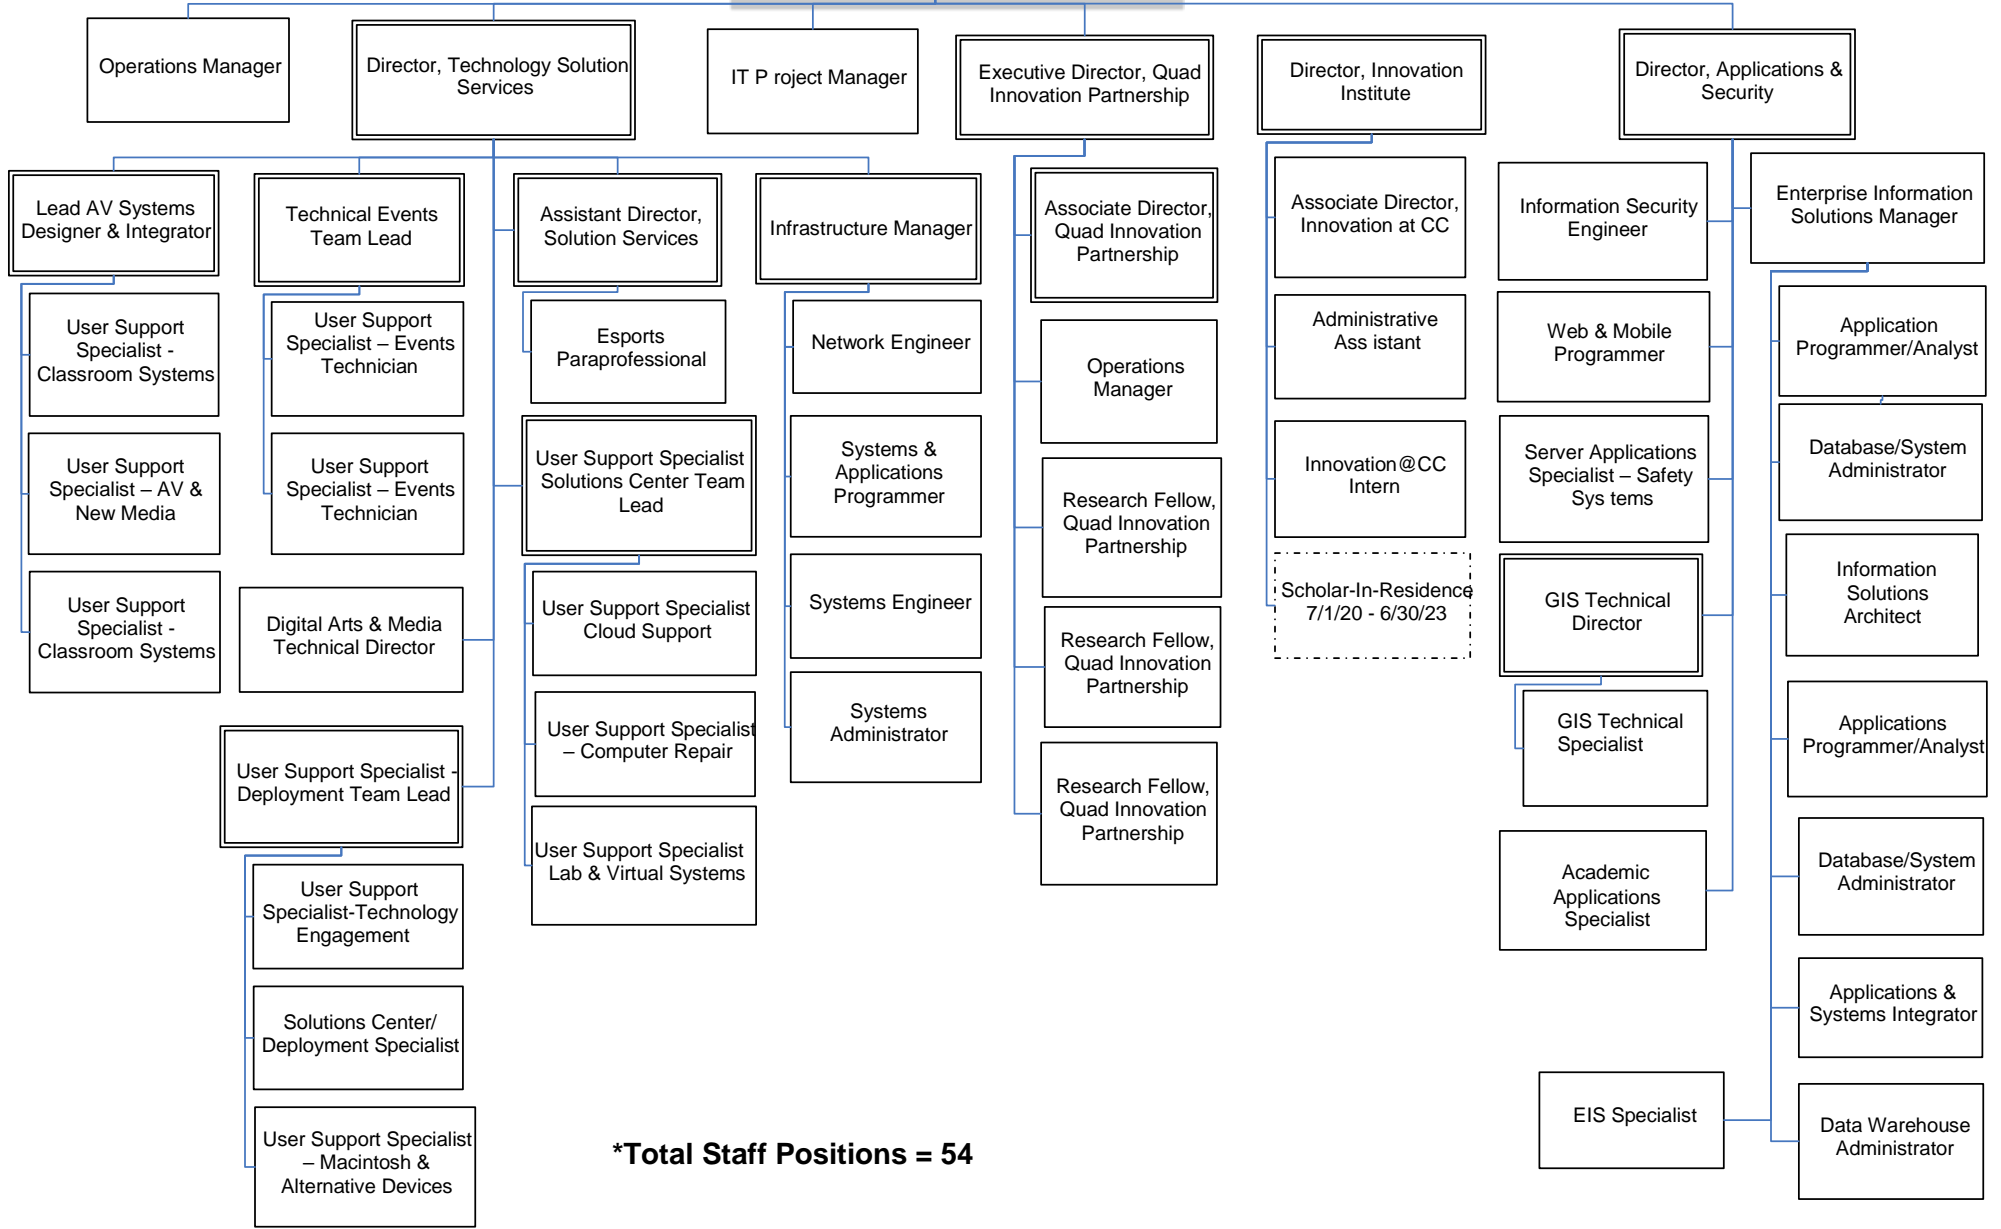 Operations Manager
Director, Technology Solution
Services
IT P roject Manager
Executive Director, Quad
Innovation Partnership
Director, Innovation
Institute
Director, Applications &
Security
Lead AV Systems
Designer & Integrator
Technical Events
Team Lead
Assistant Director,
Solution Services
Infrastructure Manager
Associate Director,
Quad Innovation
Partnership
Associate Director,
Innovation at CC
Information Security
Engineer
Enterprise Information
Solutions Manager
User Support
Specialist -
Classroom Systems
User Support
Specialist – Events
Technician
Esports
Paraprofessional
Network Engineer
Operations
Manager
Administrative
Ass istant
Web & Mobile
Programmer
Application
Programmer/Analyst
User Support
Specialist – AV &
New Media
User Support
Specialist – Events
Technician
User Support Specialist
Solutions Center Team
Lead
Systems &
Applications
Programmer
Research Fellow,
Quad Innovation
Partnership
Innovation@CC
Intern
Server Applications
Specialist – Safety
Sys tems
Database/System
Administrator
User Support
Specialist -
Classroom Systems
Digital Arts & Media
Technical Director
User Support Specialist
Cloud Support
Systems Engineer
Research Fellow,
Quad Innovation
Partnership
Scholar-In-Residence
7/1/20 - 6/30/23
GIS Technical
Director
Information
Solutions
Architect
User Support Specialist -
Deployment Team Lead
User Support Specialist
– Computer Repair
Systems
Administrator
Research Fellow,
Quad Innovation
Partnership
GIS Technical
Specialist
Applications
Programmer/Analyst
User Support
Specialist-Technology
Engagement
User Support Specialist
Lab & Virtual Systems
Academic
Applications
Specialist
Database/System
Administrator
Solutions Center/
Deployment Specialist
Applications &
Systems Integrator
User Support Specialist
– Macintosh &
Alternative Devices
*Total Staff Positions = 54
EIS Specialist
Data Warehouse
Administrator